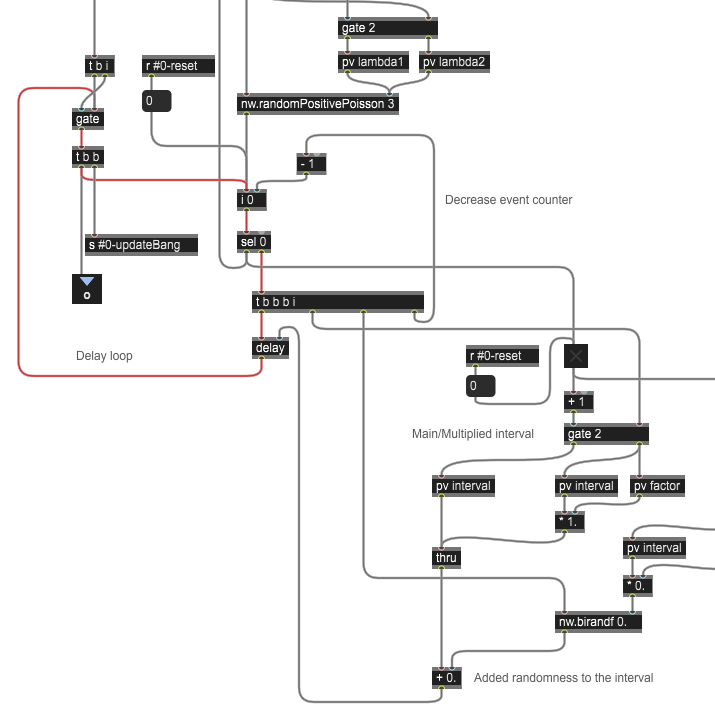 gate 2
t b i
r #0-reset
pv lambda1
pv lambda2
0
nw.randomPositivePoisson 3
gate
t b b
- 1
i 0
Decrease event counter
s #0-updateBang
sel 0
o
t b b b i
delay
Delay loop
r #0-reset
0
+ 1
Main/Multiplied interval
gate 2
pv interval
pv interval
pv factor
* 1.
pv interval
thru
* 0.
nw.birandf 0.
+ 0.
Added randomness to the interval